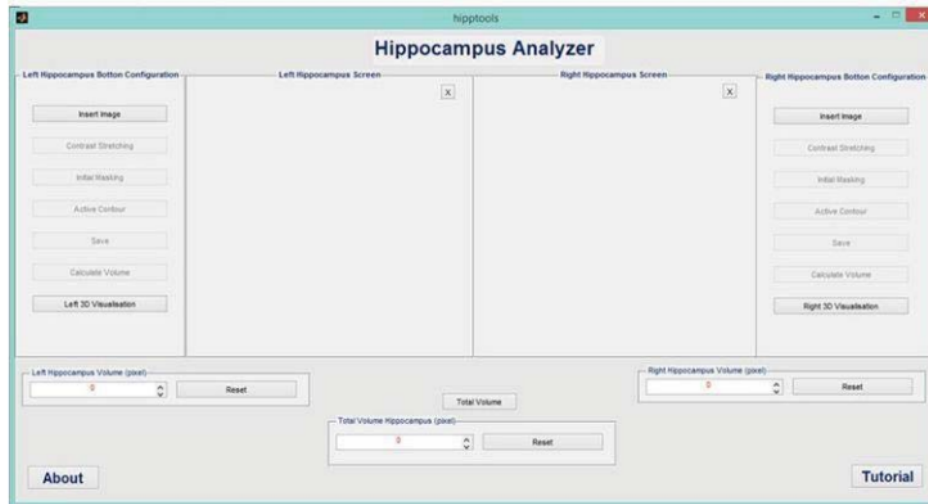 hipptools
Hippocampus Analyzer
Left Hippocampus Botton Configuration
Left Hippocampus Screen
Right Hippocampus Screen
Right Hippocampus Botton Configuration
X
X
Insert Image
Insert Image
Contrast Stretching
Contrast Stretching
Initial Masking
Initial Masking
Active Contour
Active Contour
Save
Save
Calculate Volume
Calculate Volume
Left 3D Visualisation
Right 3D Visualisation
Left Hippocampus Volume (pixel)
Right Hippocampus Volume (pixel)
0
Reset
0
Reset
Total Volume
Total Volume Hippocampus (pixel)
0
Reset
About
Tutorial